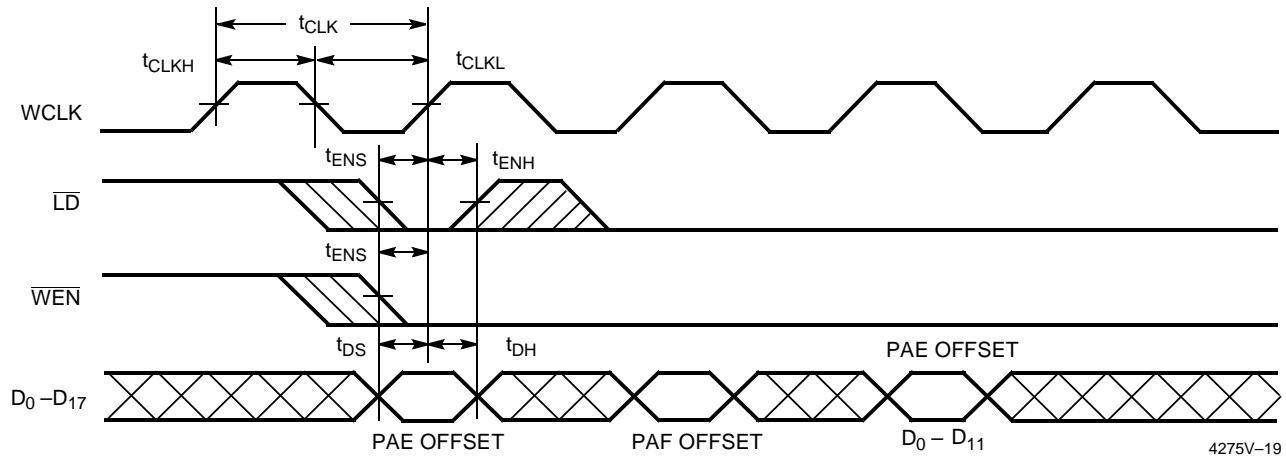 tCLK
tCLKH
tCLKL
WCLK
tENS
tENH
LD
tENS
WEN
tDS
tDH
PAE OFFSET
D0 –D17
PAE OFFSET
PAF OFFSET
D0 – D11
4275V–19